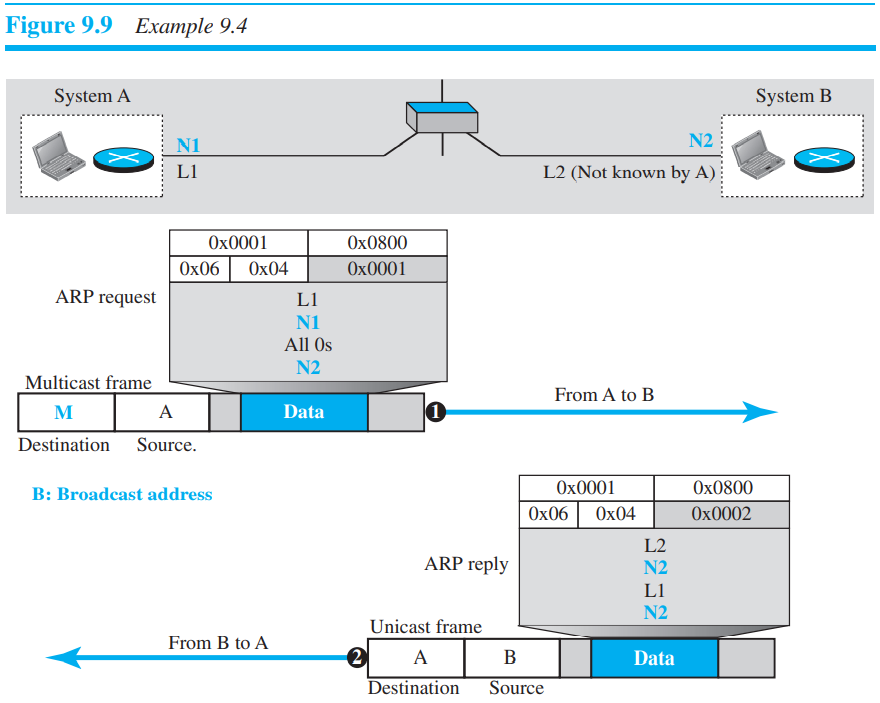 Figure 9.9 Example 9.4
System A System B
N1 N2
L1 L2 (Not known by A)
0x0001 0x0800
0x06 0x04 0x0001
ARP request
L1
N1
All 0s
N2
Multicast frame
M A Data 1
From A to B
Destination Source.
B: Broadcast address
0x0001 0x0800
0x06 0x04 0x0002
ARP reply
L2
N2
L1
N2
Unicast frame
From B to A
2 A B Data
Destination Source